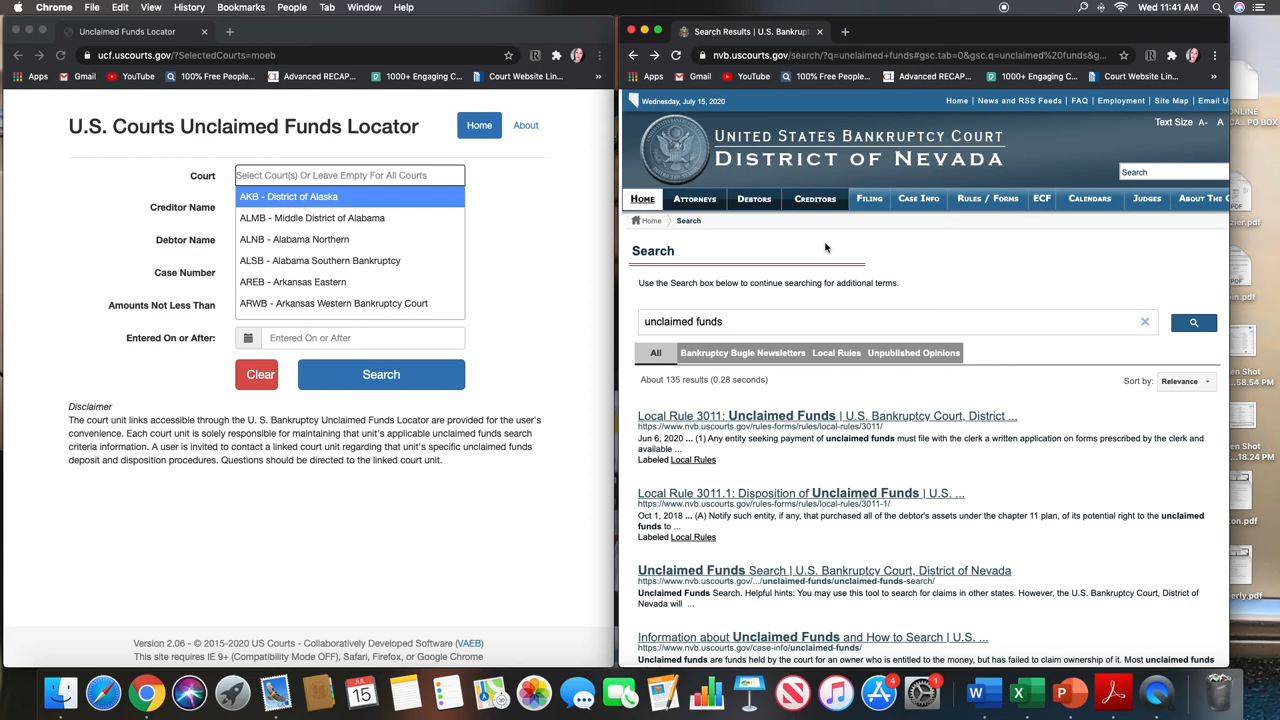 Chrome File Edit View History Bookmarks People Tab Window Help
Unclaimed Funds Locator
ucf.uscourts.gov/?SelectedCourts=moeb
Apps Gmail YouTube 100% Free People... Advanced RECAP... 1000+ Engaging C... Court Website Lin... »
U.S. Courts Unclaimed Funds Locator
Home About
Court
Select Court(s) Or Leave Empty For All Courts
AKB - District of Alaska
ALMB - Middle District of Alabama
ALNB - Alabama Northern
ALSB - Alabama Southern Bankruptcy
AREB - Arkansas Eastern
ARWB - Arkansas Western Bankruptcy Court
Creditor Name
Debtor Name
Case Number
Amounts Not Less Than
Entered On or After: Entered On or After
Clear Search
Disclaimer
The court unit links accessible through the U. S. Bankruptcy Unclaimed Funds Locator are provided for the user's
convenience. Each court unit is solely responsible for maintaining that unit's applicable unclaimed funds search
criteria information. A user is invited to contact a linked court unit regarding that unit's specific unclaimed funds
deposit and disposition procedures. Questions should be directed to the linked court unit.
Version 2.06 - © 2015-2020 US Courts - Collaboratively Developed Software (VAEB)
This site requires IE 9+ (Compatibility Mode OFF), Safari, Firefox, or Google Chrome
Search Results | U.S. Bankrupt
nvb.uscourts.gov/search/?q=unclaimed+funds#gsc.tab=0&gsc.q=unclaimed%20funds&g...
Apps Gmail YouTube 100% Free People... Advanced RECAP... 1000+ Engaging C... Court Website Lin... »
Wednesday, July 15, 2020
Home | News and RSS Feeds | FAQ | Employment | Site Map | Email U
Text Size A- A
UNITED STATES BANKRUPTCY COURT
DISTRICT OF NEVADA
Search
HOME ATTORNEYS DEBTORS CREDITORS FILING CASE INFO RULES / FORMS ECF CALENDARS JUDGES ABOUT THE C
Home Search
Search
Use the Search box below to continue searching for additional terms.
unclaimed funds
All Bankruptcy Bugle Newsletters Local Rules Unpublished Opinions
About 135 results (0.28 seconds)
Sort by: Relevance
Local Rule 3011: Unclaimed Funds | U.S. Bankruptcy Court, District ...
https://www.nvb.uscourts.gov/rules-forms/rules/local-rules/3011/
Jun 6, 2020 ... (1) Any entity seeking payment of unclaimed funds must file with the clerk a written application on forms prescribed by the clerk and
available ...
Labeled Local Rules
Local Rule 3011.1: Disposition of Unclaimed Funds | U.S. ...
https://www.nvb.uscourts.gov/rules-forms/rules/local-rules/3011-1/
Oct 1, 2018 ... (A) Notify such entity, if any, that purchased all of the debtor's assets under the chapter 11 plan, of its potential right to the unclaimed
funds to ...
Labeled Local Rules
Unclaimed Funds Search | U.S. Bankruptcy Court, District of Nevada
https://www.nvb.uscourts.gov/.../unclaimed-funds/unclaimed-funds-search/
Unclaimed Funds Search. Helpful hints: You may use this tool to search for claims in other states. However, the U.S. Bankruptcy Court, District of
Nevada will ...
Information about Unclaimed Funds and How to Search | U.S. ...
https://www.nvb.uscourts.gov/case-info/unclaimed-funds/
Unclaimed funds are funds held by the court for an owner who is entitled to the money, but has failed to claim ownership of it. Most unclaimed funds
JUL
15
4
1